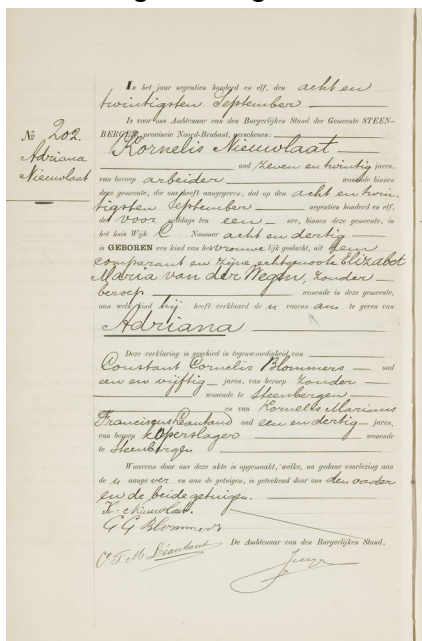 In het jaar negentien honderd en elf, den acht en
twintigsten September
Is voor ons Ambtenaar van den Burgerlijken Stand der Gemeente STEEN-
BERGEN, provincie Noord-Brabant, verschenen:
No 202.
Adriana
Nieuwlaat
Kornelis Nieuwlaat
oud zeven en twintig jaren,
van beroep arbeider wonende binnen
deze gemeente, die ons heeft aangegeven, dat op den acht en twin-
tigsten September negentien honderd en elf,
des voor middags ten een ure, binnen deze gemeente, in
het huis Wijk C Nommer acht en dertig
is GEBOREN een kind van het vrouwe lijk geslacht, uit hem
comparant en zijne echtgenoote Elizabet
Maria van der Wegen, zonder
beroep wonende in deze gemeente,
aan welk kind hij heeft verklaard de n voornaam te geven van
Adriana
Deze verklaring is geschied in tegenwoordigheid van
Constant Cornelis Blommers oud
een en vijftig jaren, van beroep zonder
wonende te Steenbergen
en van Kornelis Marinus
Franciscus oud een en dertig jaren,
van beroep koperslager wonende
te Steenbergen
Waarvan door ons deze akte is opgemaakt, welke, na gedane voorlezing aan
de n aangever en aan de getuigen, is geteekend door ons den vader
en de beide getuigen.
K. Nieuwlaat.
Blommers
De Ambtenaar van den Burgerlijken Stand,